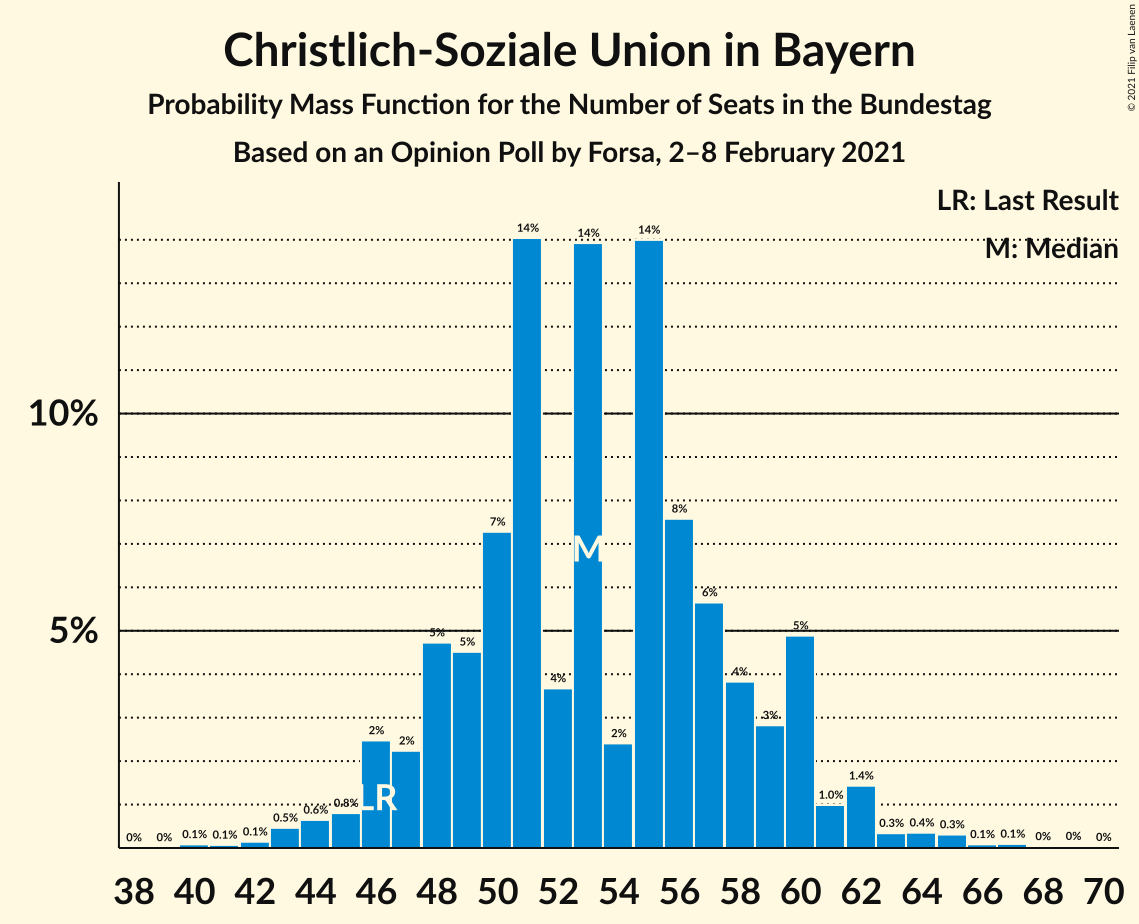 Christlich-Soziale Union in Bayern
Probability Mass Function for the Number of Seats in the Bundestag
Based on an Opinion Poll by Forsa, 2–8 February 2021
© 2021 Filip van Laenen
LR: Last Result
M: Median
14% 14% 14%
10%
8%
7%
M
6%
5%
5% 5% 5%
4% 4%
3%
2% 2% 2%
1.4%
LR
0% 0% 0.1% 0.1% 0.1% 0.5% 0.6% 0.8% 1.0% 0.3% 0.4% 0.3% 0.1% 0.1% 0% 0% 0%
38 40 42 44 46 48 50 52 54 56 58 60 62 64 66 68 70